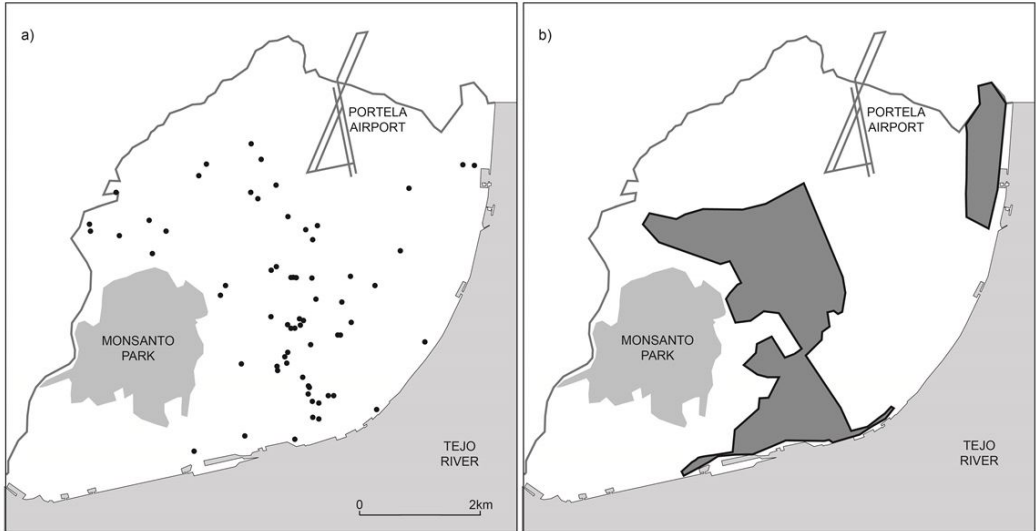 a)
PORTELA
AIRPORT
MONSANTO
PARK
TEJO
RIVER
0 2km
b)
PORTELA
AIRPORT
MONSANTO
PARK
TEJO
RIVER